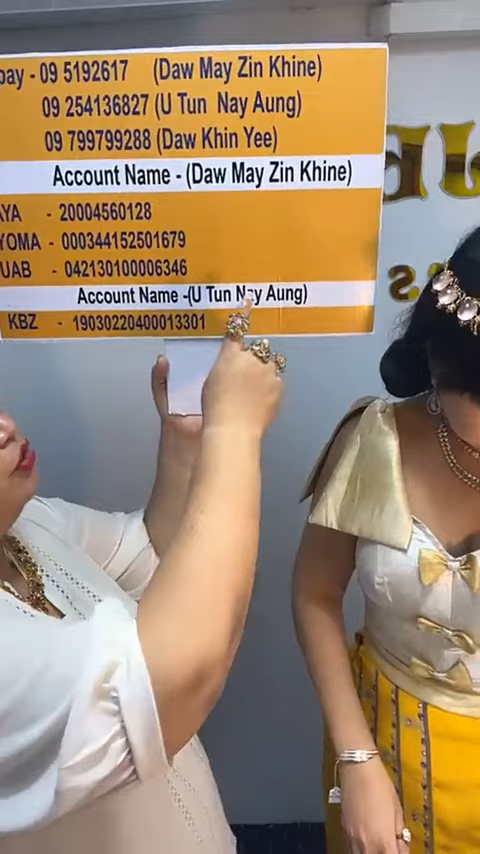 pay - 09 5192617 (Daw May Zin Khine)
09 254136827 (U Tun Nay Aung)
09 799799288 (Daw Khin Yee)
Account Name - (Daw May Zin Khine)
AYA - 20004560128
YOMA - 000344152501679
UAB - 042130100006346
Account Name -(U Tun Nay Aung)
KBZ - 19030220400013301